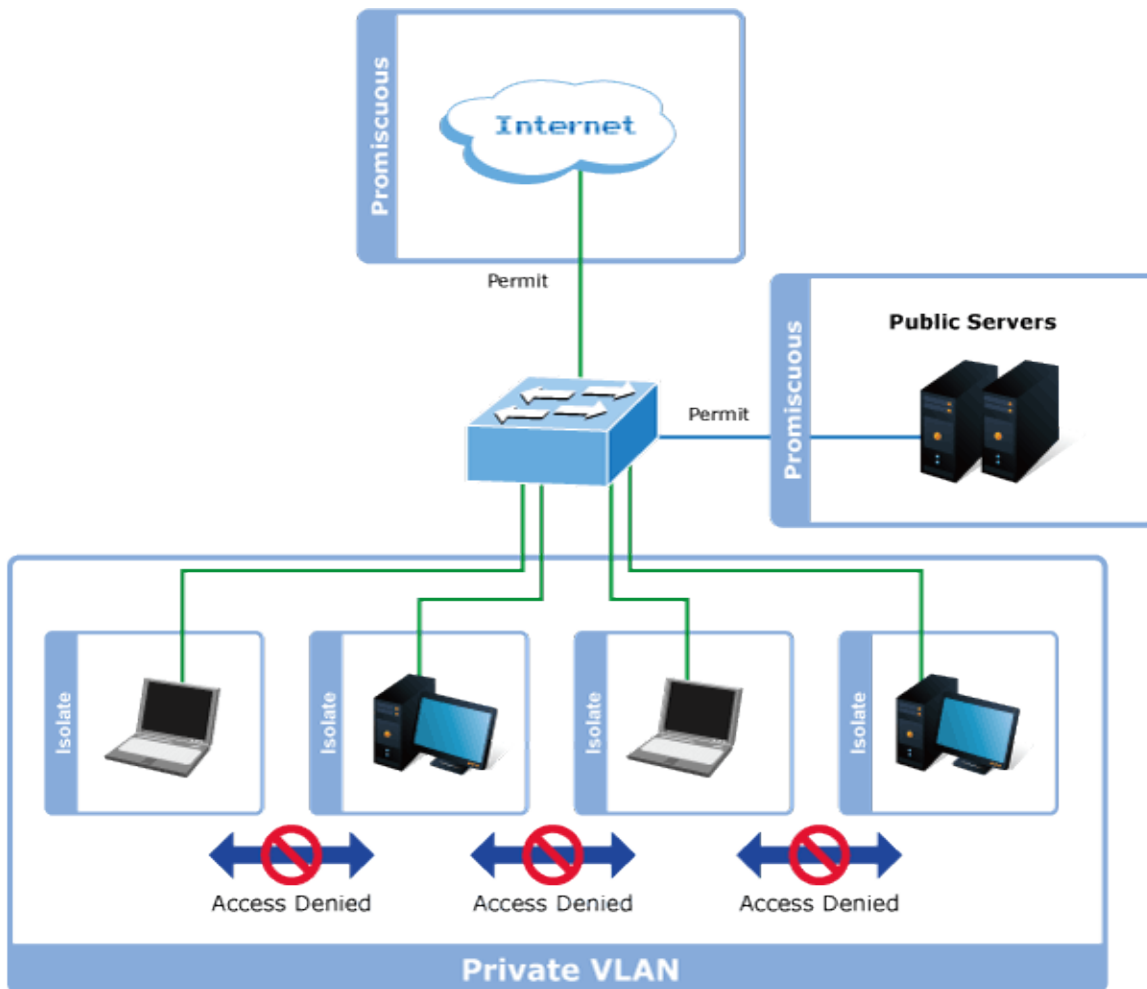 Promiscuous
Internet
Permit
Promiscuous
Public Servers
Permit
Isolate
Isolate
Isolate
Isolate
Access Denied
Access Denied
Access Denied
Private VLAN